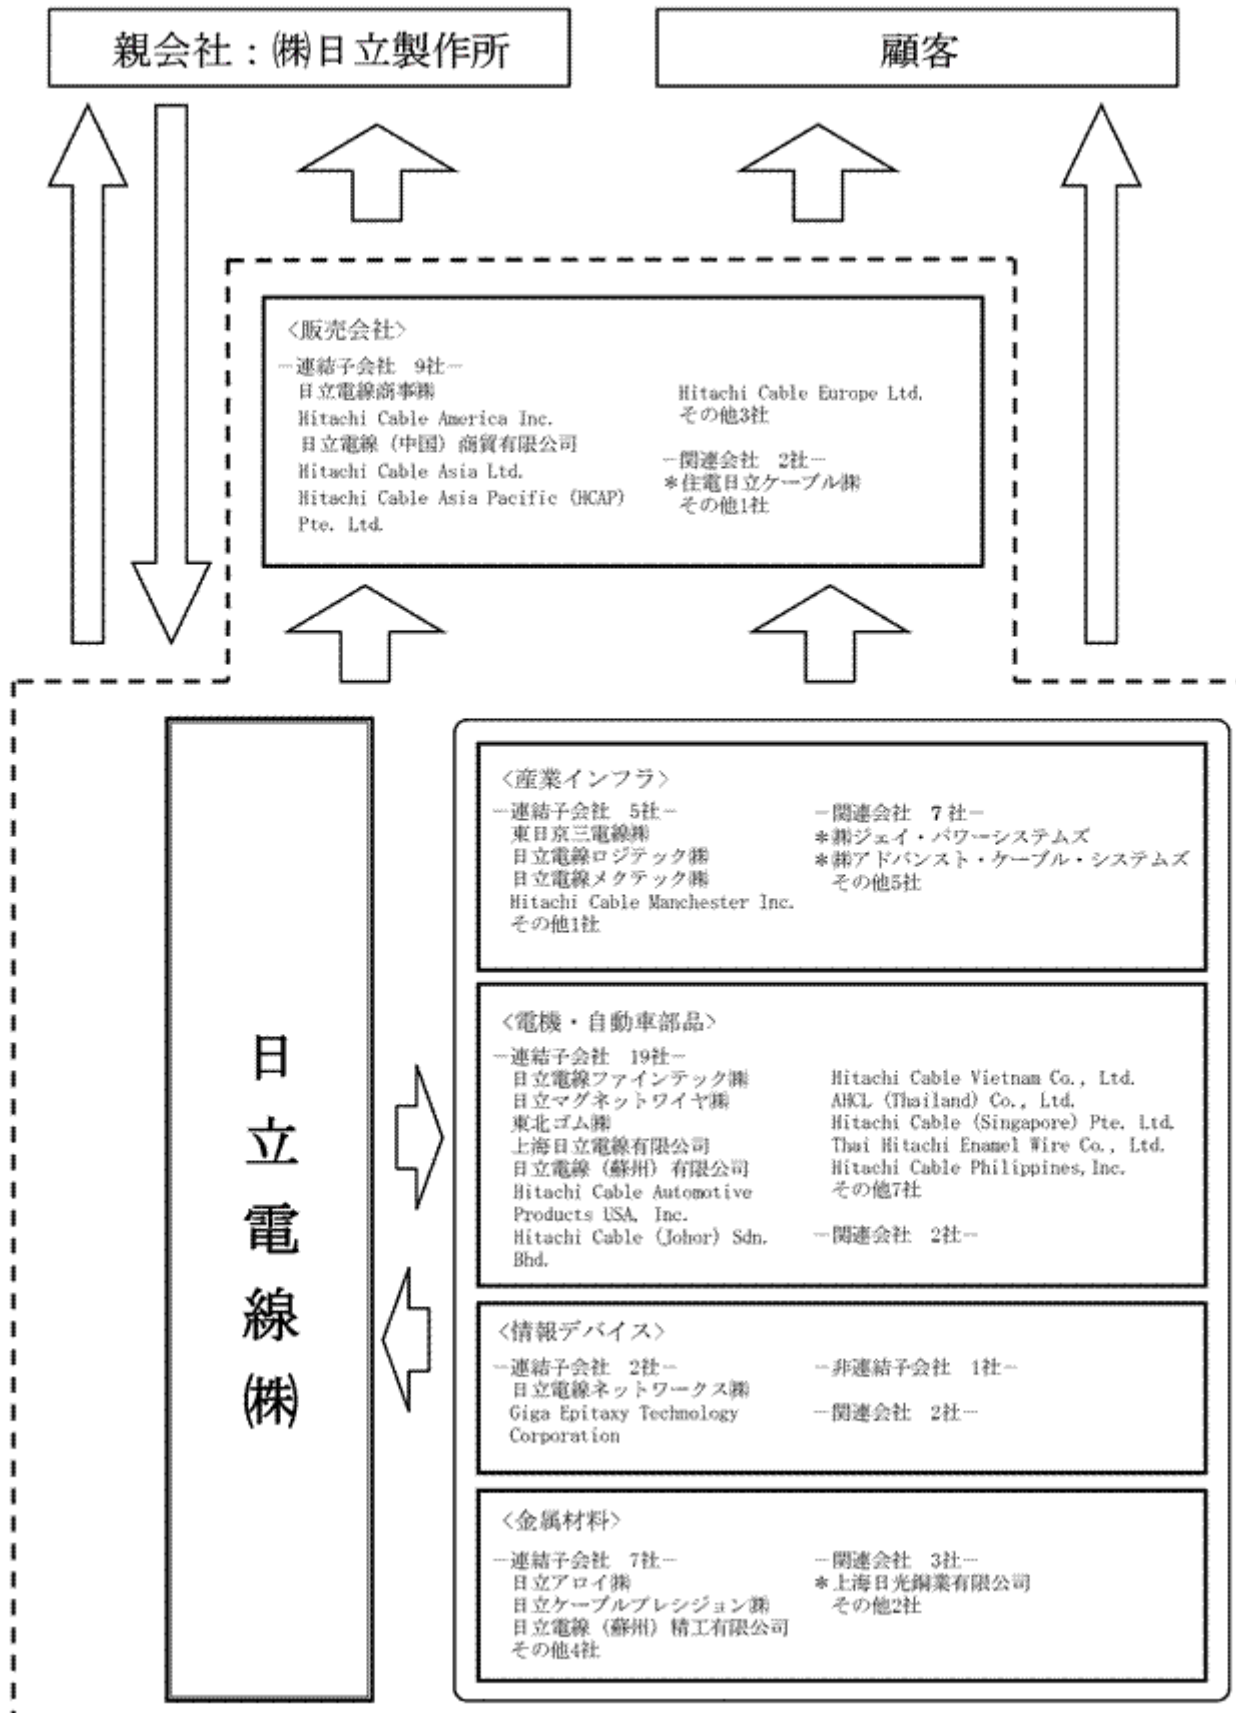 親会社：㈱日立製作所
顧客
〈販売会社〉
－連結子会社　9社－
日立電線商事㈱
Hitachi Cable America Inc.
日立電線（中国）商貿有限公司
Hitachi Cable Asia Ltd.
Hitachi Cable Asia Pacific (HCAP)
Pte. Ltd.
Hitachi Cable Europe Ltd.
その他3社
－関連会社　2社－
＊住電日立ケーブル㈱
その他1社
日立電線㈱
〈産業インフラ〉
－連結子会社　5社－
東日京三電線㈱
日立電線ロジテック㈱
日立電線メクテック㈱
Hitachi Cable Manchester Inc.
その他1社
－関連会社　7社－
＊㈱ジェイ・パワーシステムズ
＊㈱アドバンスト・ケーブル・システムズ
その他5社
〈電機・自動車部品〉
－連結子会社　19社－
日立電線ファインテック㈱
日立マグネットワイヤ㈱
東北ゴム㈱
上海日立電線有限公司
日立電線（蘇州）有限公司
Hitachi Cable Automotive
Products USA, Inc.
Hitachi Cable (Johor) Sdn.
Bhd.
Hitachi Cable Vietnam Co., Ltd.
AHCL (Thailand) Co., Ltd.
Hitachi Cable (Singapore) Pte. Ltd.
Thai Hitachi Enamel Wire Co., Ltd.
Hitachi Cable Philippines,Inc.
その他7社
－関連会社　2社－
〈情報デバイス〉
－連結子会社　2社－
日立電線ネットワークス㈱
Giga Epitaxy Technology
Corporation
－非連結子会社　1社－
－関連会社　2社－
〈金属材料〉
－連結子会社　7社－
日立アロイ㈱
日立ケーブルプレシジョン㈱
日立電線（蘇州）精工有限公司
その他4社
－関連会社　3社－
＊上海日光銅業有限公司
その他2社